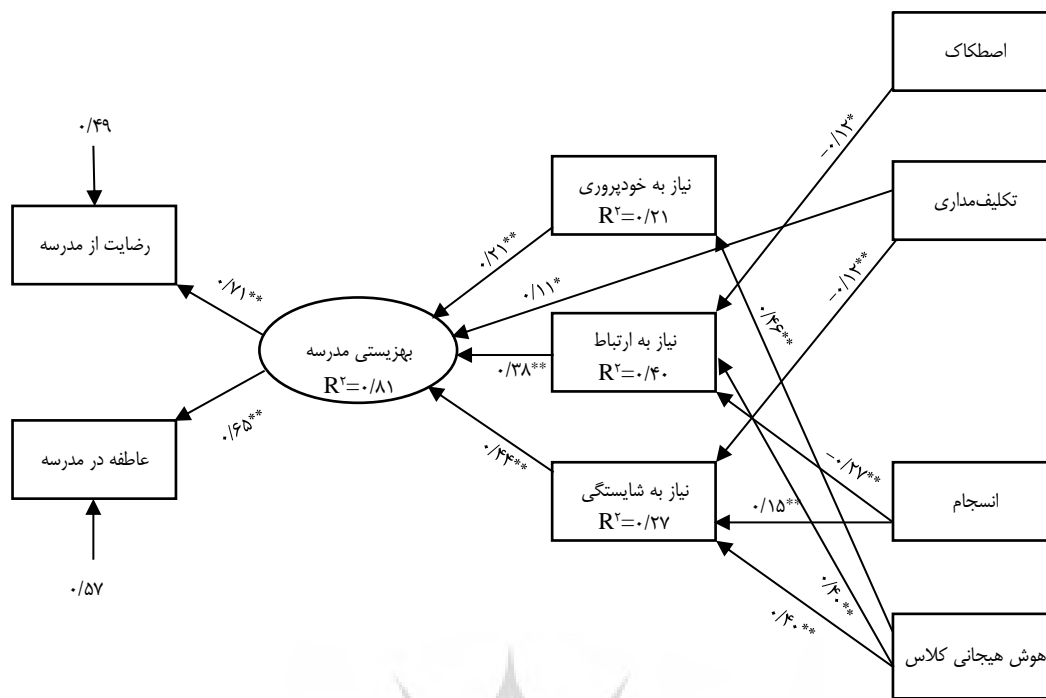 اصطکاک
۰/۴۹
-۰/۱۲*
نیاز به خودپروری
R۲=۰/۲۱
تکلیف‌مداری
رضایت از مدرسه
۰/۲۱**
۰/۱۱*
-۰/۱۲**
۰/۷۱**
۰/۴۶**
بهزیستی مدرسه
R۲=۰/۸۱
نیاز به ارتباط
R۲=۰/۴۰
۰/۳۸**
عاطفه در مدرسه
۰/۶۵**
۰/۴۴**
-۰/۲۷**
نیاز به شایستگی
R۲=۰/۲۷
۰/۱۵**
انسجام
۰/۵۷
۰/۴۰**
۰/۴۰**
هوش هیجانی کلاس